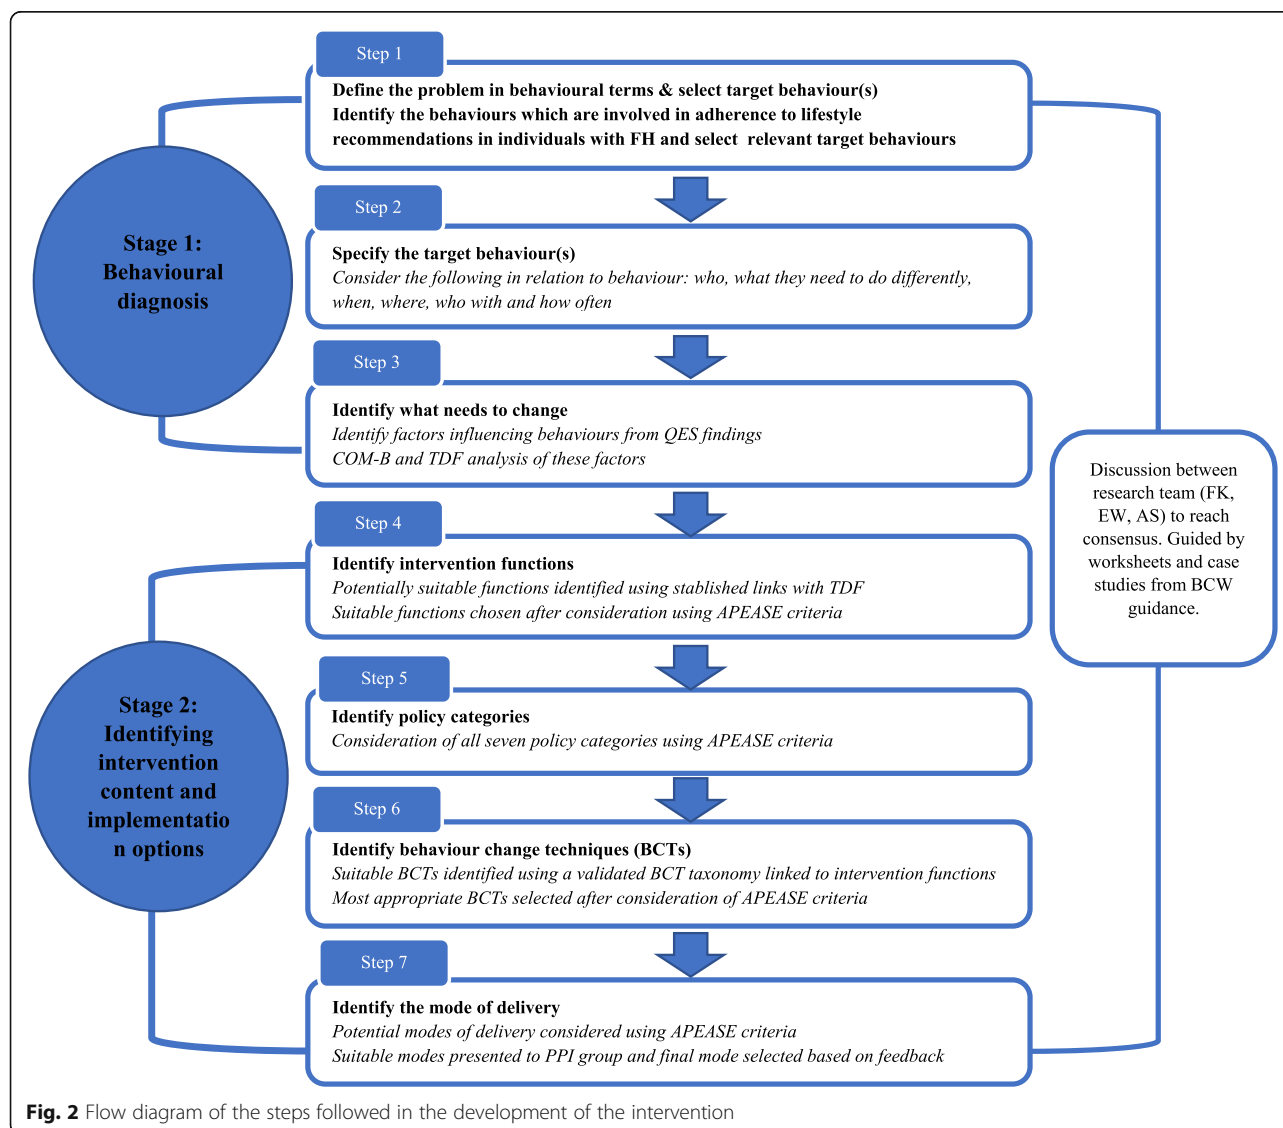 Step 1
Define the problem in behavioural terms & select target behaviour(s)
Identify the behaviours which are involved in adherence to lifestyle
recommendations in individuals with FH and select relevant target behaviours
Stage 1:
Behavioural
diagnosis
Step 2
Specify the target behaviour(s)
Consider the following in relation to behaviour: who, what they need to do differently,
when, where, who with and how often
Step 3
Identify what needs to change
Identify factors influencing behaviours from QES findings
COM-B and TDF analysis of these factors
Discussion between
research team (FK,
EW, AS) to reach
consensus. Guided by
worksheets and case
studies from BCW
guidance.
Step 4
Identify intervention functions
Potentially suitable functions identified using stablished links with TDF
Suitable functions chosen after consideration using APEASE criteria
Stage 2:
Identifying
intervention
content and
implementatio
n options
Step 5
Identify policy categories
Consideration of all seven policy categories using APEASE criteria
Step 6
Identify behaviour change techniques (BCTs)
Suitable BCTs identified using a validated BCT taxonomy linked to intervention functions
Most appropriate BCTs selected after consideration of APEASE criteria
Step 7
Identify the mode of delivery
Potential modes of delivery considered using APEASE criteria
Suitable modes presented to PPI group and final mode selected based on feedback
Fig. 2 Flow diagram of the steps followed in the development of the intervention